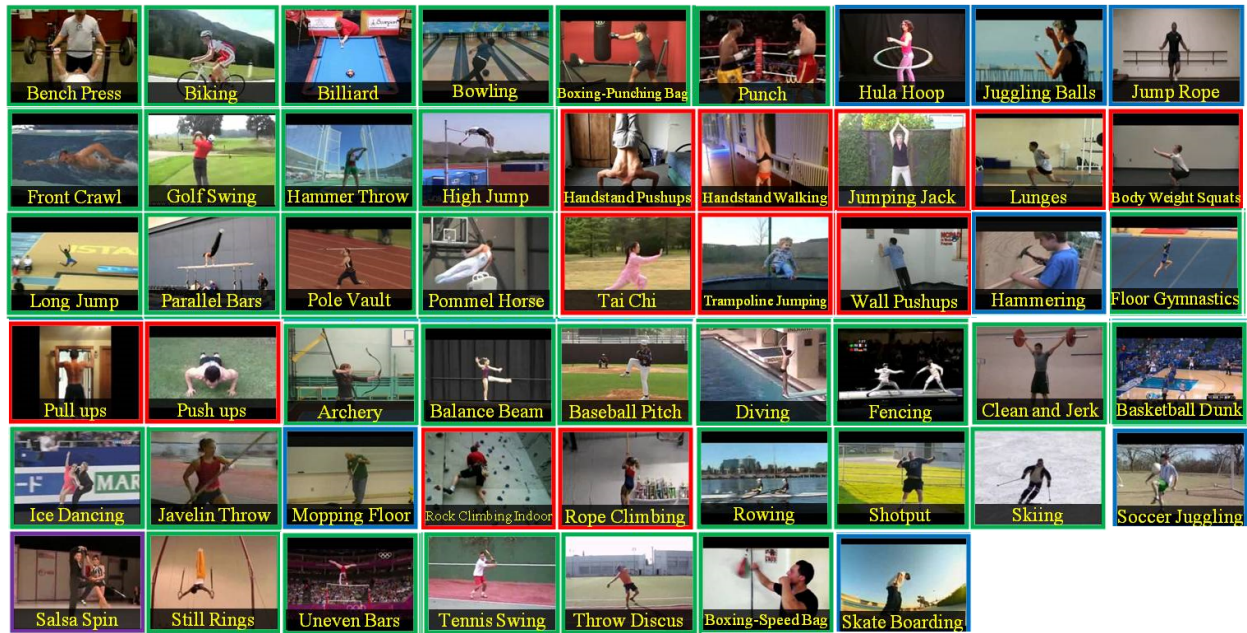 Bench Press
Biking
Billiard
Bowling
Boxing-Punching Bag
Punch
Hula Hoop
Juggling Balls
Jump Rope
Front Crawl
Golf Swing
Hammer Throw
High Jump
Handstand Pushups
Handstand Walking
Jumping Jack
Lunges
Body Weight Squats
Long Jump
Parallel Bars
Pole Vault
Pommel Horse
Tai Chi
Trampoline Jumping
Wall Pushups
Hammering
Floor Gymnastics
Pull ups
Push ups
Archery
Balance Beam
Baseball Pitch
Diving
Fencing
Clean and Jerk
Basketball Dunk
MAR
Ice Dancing
Javelin Throw
Mopping Floor
Rock Climbing Indoor
Rope Climbing
Rowing
Shotput
Skiing
Soccer Juggling
Salsa Spin
Still Rings
Uneven Bars
Tennis Swing
Throw Discus
Boxing-Speed Bag
Skate Boarding